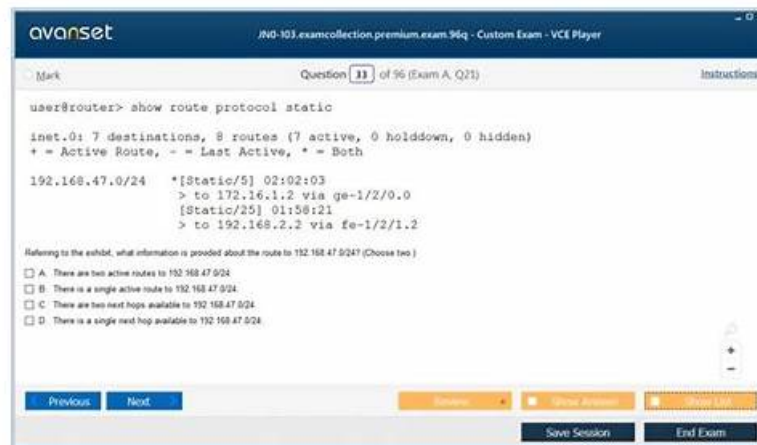 avanset
JN0-103.examcollection.premium.exam.96q - Custom Exam - VCE Player
Mark
Question 33 of 96 (Exam A, Q21)
Instructions
user@router> show route protocol static
inet.0: 7 destinations, 8 routes (7 active, 0 holddown, 0 hidden)
+ = Active Route, - = Last Active, * = Both
192.168.47.0/24 *[Static/5] 02:02:03
> to 172.16.1.2 via ge-1/2/0.0
[Static/25] 01:58:21
> to 192.168.2.2 via fe-1/2/1.2
Referring to the exhibit, what information is provided about the route to 192.168.47.0/24? (Choose two.)
A. There are two active routes to 192.168.47.0/24.
B. There is a single active route to 192.168.47.0/24.
C. There are two next hops available to 192.168.47.0/24.
D. There is a single next hop available to 192.168.47.0/24.
Previous
Next
Review
Show Answer
Show List
Save Session
End Exam